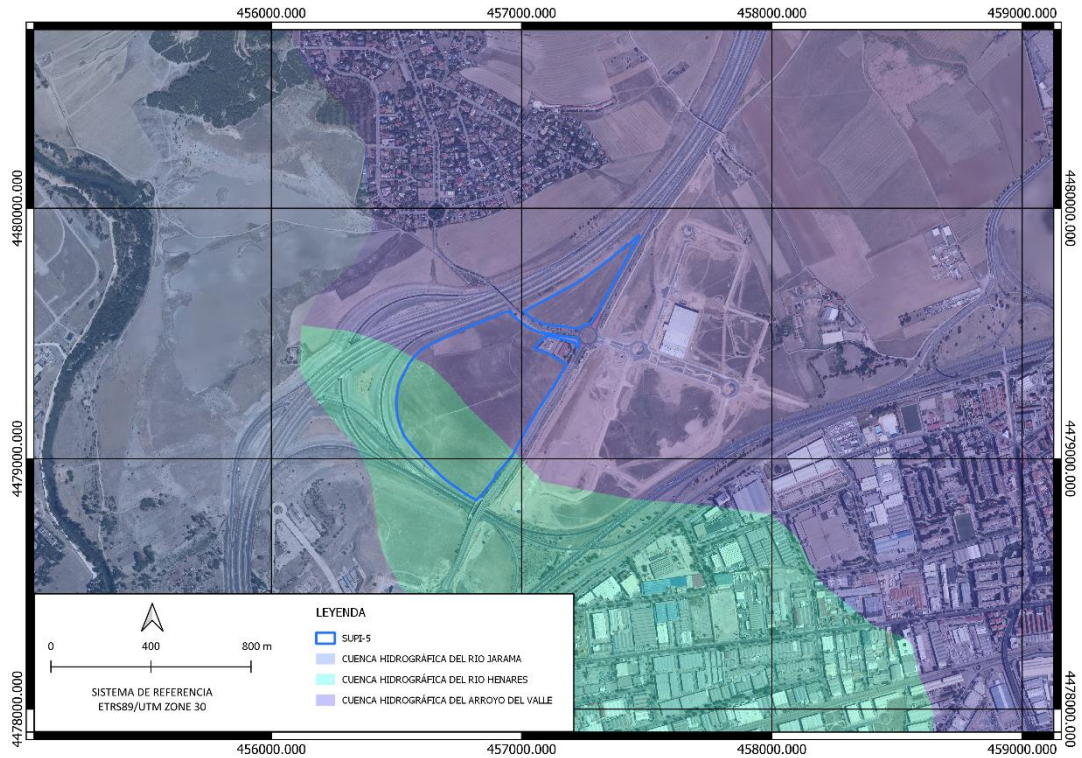 456000.000 457000.000 458000.000 459000.000
4480000.000 4480000.000
4479000.000 4479000.000
4478000.000 4478000.000
0 400 800 m
SISTEMA DE REFERENCIA
ETRS89/UTM ZONE 30
LEYENDA
SUPI-5
CUENCA HIDROGRÁFICA DEL RIO JARAMA
CUENCA HIDROGRÁFICA DEL RIO HENARES
CUENCA HIDROGRÁFICA DEL ARROYO DEL VALLE
456000.000 457000.000 458000.000 459000.000